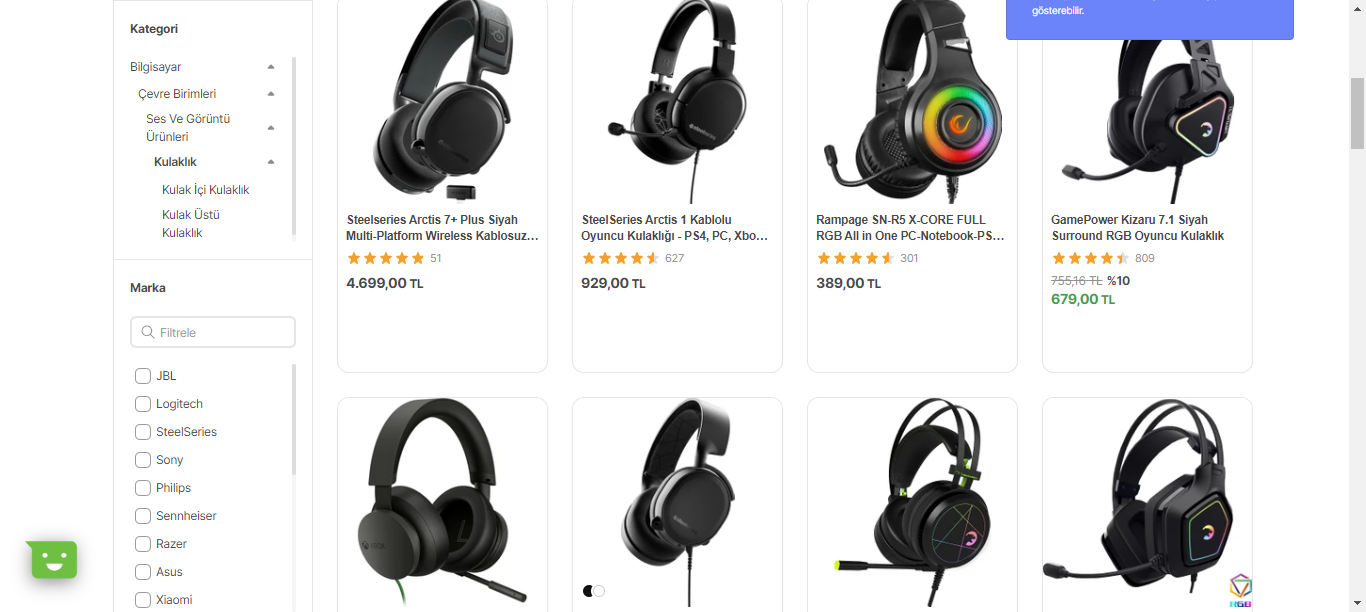 gösterebilir.
Kategori
Bilgisayar
Çevre Birimleri
Ses Ve Görüntü
Ürünleri
Kulaklık
Kulak İçi Kulaklık
Kulak Üstü
Kulaklık
Marka
Filtrele
JBL
Logitech
SteelSeries
Sony
Philips
Sennheiser
Razer
Asus
Xiaomi
Steelseries Arctis 7+ Plus Siyah
Multi-Platform Wireless Kablosuz...
51
4.699,00 TL
SteelSeries Arctis 1 Kablolu
Oyuncu Kulaklığı - PS4, PC, Xbo...
627
929,00 TL
Rampage SN-R5 X-CORE FULL
RGB All in One PC-Notebook-PS...
301
389,00 TL
GamePower Kizaru 7.1 Siyah
Surround RGB Oyuncu Kulaklık
809
755,16 TL %10
679,00 TL
RGB